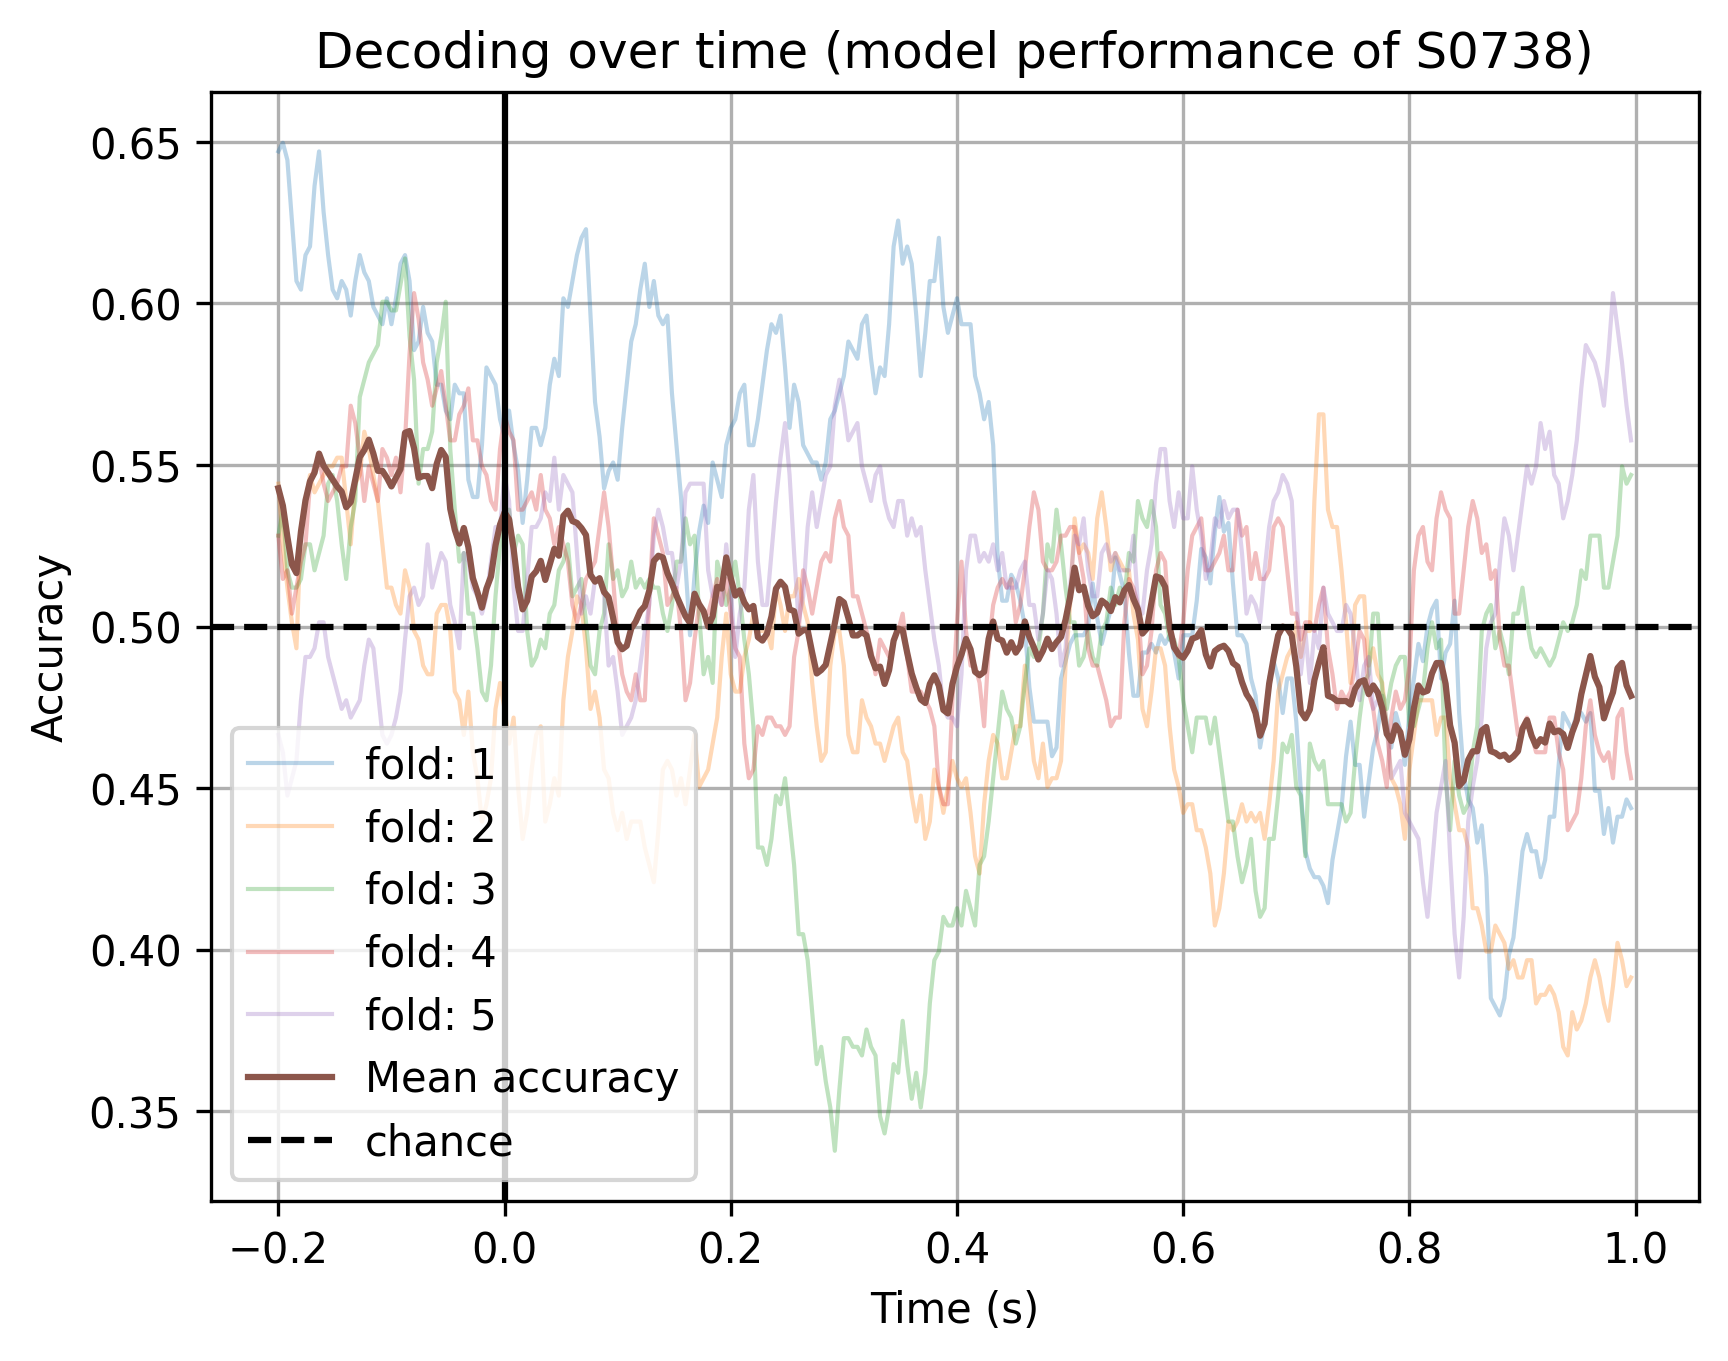 Decoding over time (model performance of S0738)
Accuracy
0.65
0.60
0.55
0.50
0.45
0.40
0.35
fold: 1
fold: 2
fold: 3
fold: 4
fold: 5
Mean accuracy
chance
−0.2 0.0 0.2 0.4 0.6 0.8 1.0
Time (s)